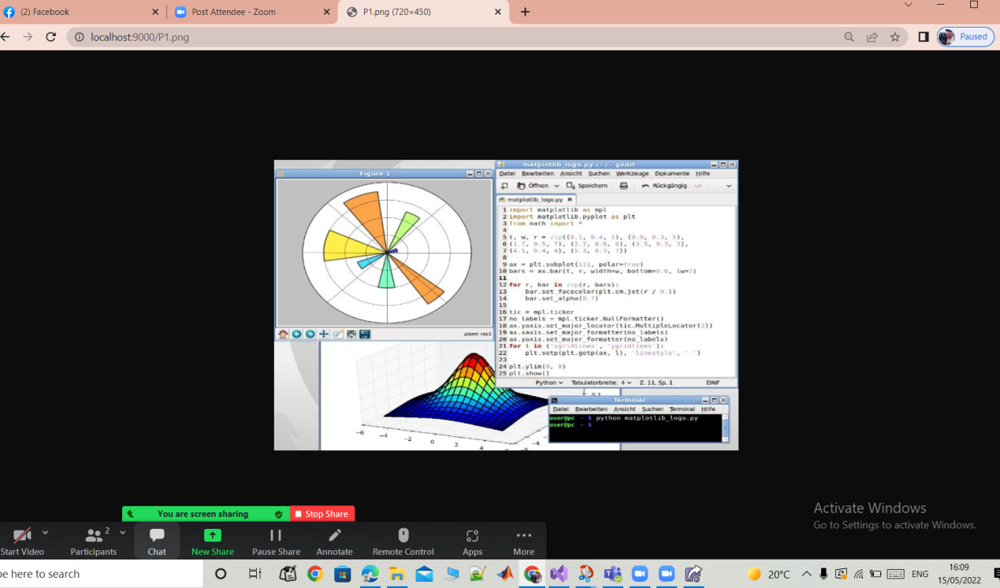 (2) Facebook
Post Attendee - Zoom
P1.png (720×450)
localhost:9000/P1.png
Paused
Figure 1
zoom rect
matplotlib_logo.py (~) - gedit
Datei Bearbeiten Ansicht Suchen Werkzeuge Dokumente Hilfe
Öffnen Speichern Rückgängig
matplotlib_logo.py
1 import matplotlib as mpl
2 import matplotlib.pyplot as plt
3 from math import *
4
5 t, w, r = zip((0.1, 0.4, 1), (0.9, 0.3, 5),
6 (1.7, 0.5, 7), (2.7, 0.6, 6), (3.5, 0.3, 3),
7 (4.5, 0.4, 4), (5.3, 0.3, 7))
8
9 ax = plt.subplot(111, polar=True)
10 bars = ax.bar(t, r, width=w, bottom=0.0, lw=2)
11
12 for r, bar in zip(r, bars):
13 bar.set_facecolor(plt.cm.jet(r / 9.))
14 bar.set_alpha(0.7)
15
16 tic = mpl.ticker
17 no_labels = mpl.ticker.NullFormatter()
18 ax.yaxis.set_major_locator(tic.MultipleLocator(2))
19 ax.xaxis.set_major_formatter(no_labels)
20 ax.yaxis.set_major_formatter(no_labels)
21 for l in ('xgridlines', 'ygridlines'):
22 plt.setp(plt.getp(ax, l), 'linestyle', '-')
23
24 plt.ylim(0, 8)
25 plt.show()
Python Tabulatorbreite: 4 Z. 11, Sp. 1 EINF
-6 -4 -2 0 2 4
-4
Terminal
Datei Bearbeiten Ansicht Suchen Terminal Hilfe
user@pc ~ $ python matplotlib_logo.py
user@pc ~ $
You are screen sharing
Stop Share
Start Video
Participants
2
Chat
New Share
Pause Share
Annotate
Remote Control
Apps
More
Activate Windows
Go to Settings to activate Windows.
here to search
20°C
ENG
16:09
15/05/2022